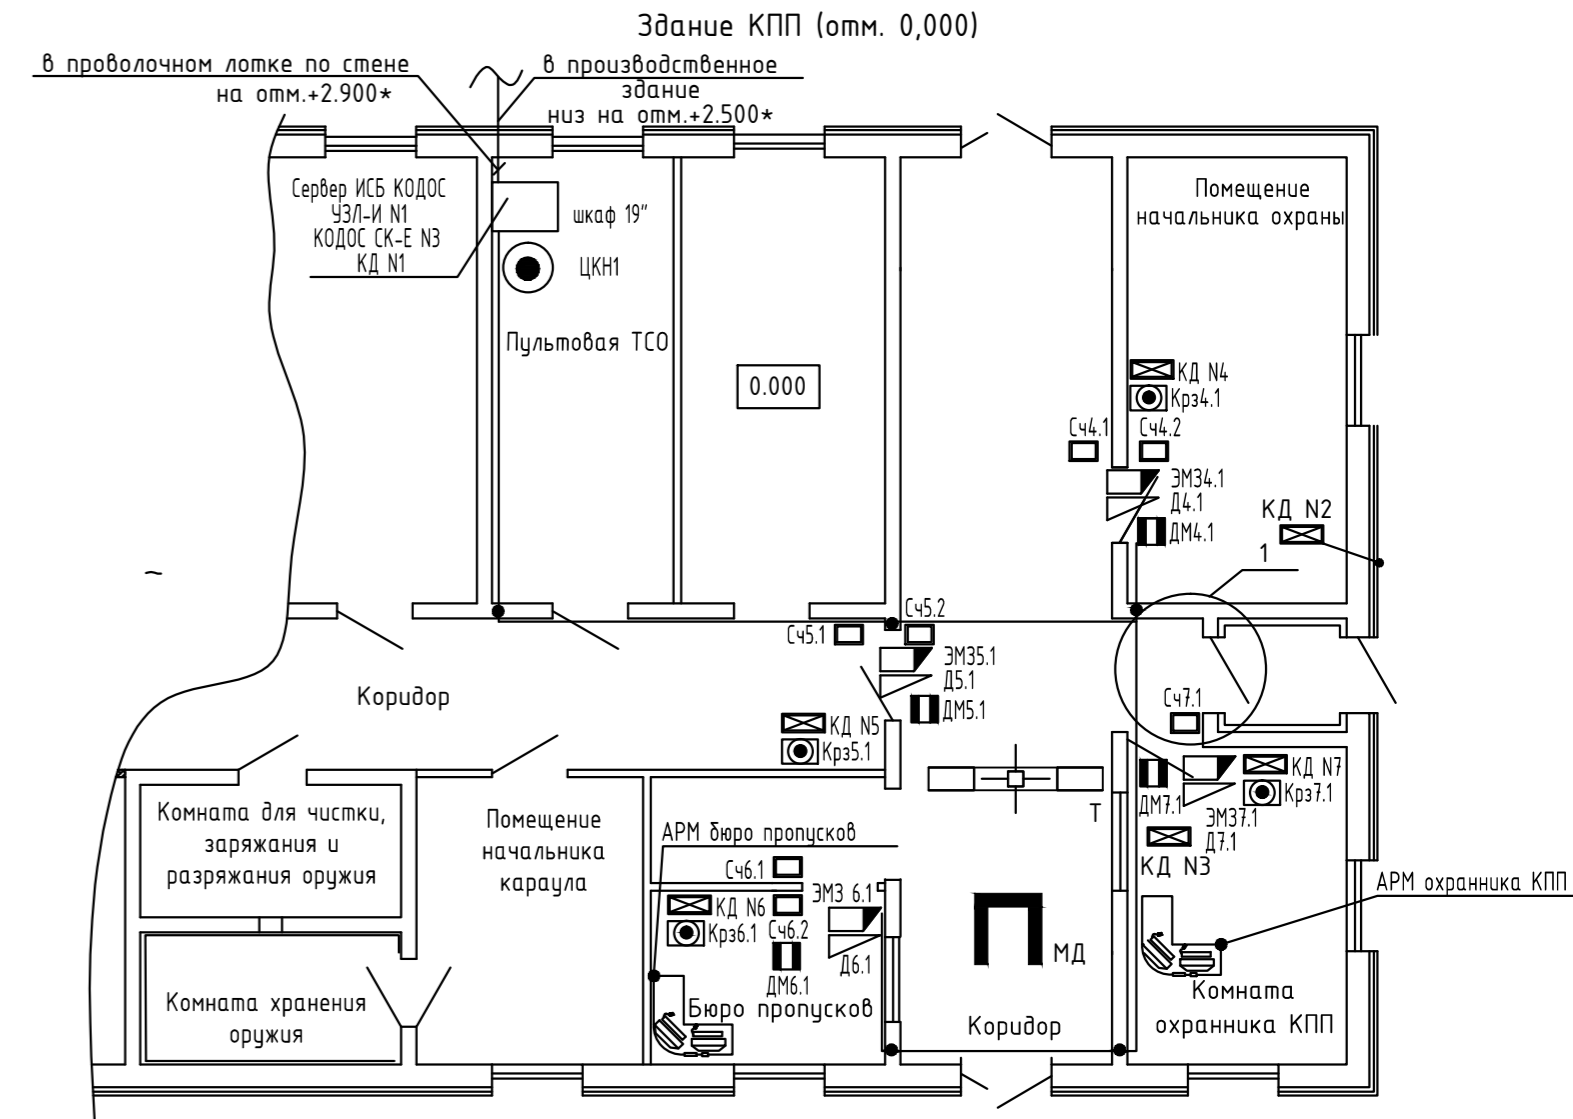 Здание КПП (отм. 0,000)
в проволочном лотке по стене
на отм.+2.900*
в производственное
здание
низ на отм.+2.500*
Сервер ИСБ КОДОС
УЗЛ-И N1
КОДОС СК-Е N3
КД N1
шкаф 19"
ЦКН1
Пультовая ТСО
0.000
Помещение
начальника охраны
КД N4
Крз4.1
Сч4.1
Сч4.2
ЭМЗ4.1
Д4.1
ДМ4.1
КД N2
1
~
Сч5.1
Сч5.2
ЭМЗ5.1
Д5.1
ДМ5.1
Коридор
КД N5
Крз5.1
Сч7.1
КД N7
Крз7.1
ДМ7.1
ЭМЗ7.1
Д7.1
Т
КД N3
Комната для чистки,
заряжания и
разряжания оружия
Помещение
начальника
караула
АРМ бюро пропусков
Сч6.1
ЭМЗ 6.1
КД N6
Крз6.1
Сч6.2
Д6.1
ДМ6.1
МД
АРМ охранника КПП
Комната хранения
оружия
Бюро пропусков
Коридор
Комната
охранника КПП